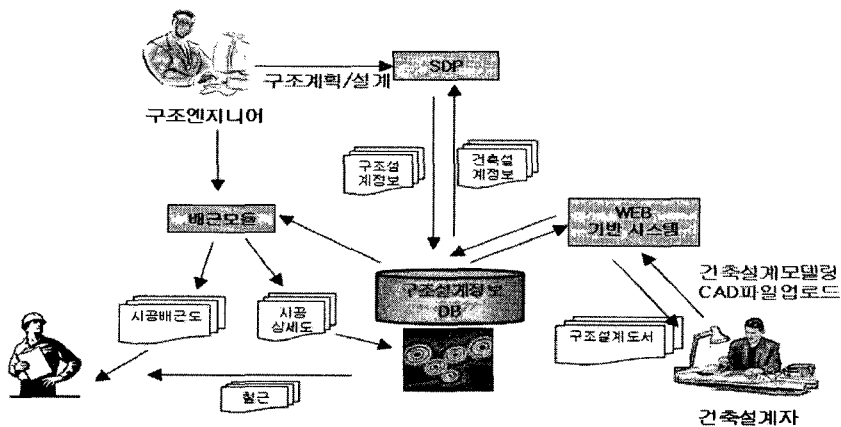 SDP
구조계획/설계
구조엔지니어
구조설
계정보
건축설
계정보
배근모듈
WEB
기반 시스템
건축설계모델링
CAD파일업로드
구조설계정보
DB
시공배근도
시공
상세도
구조설계도서
철근
건축설계자